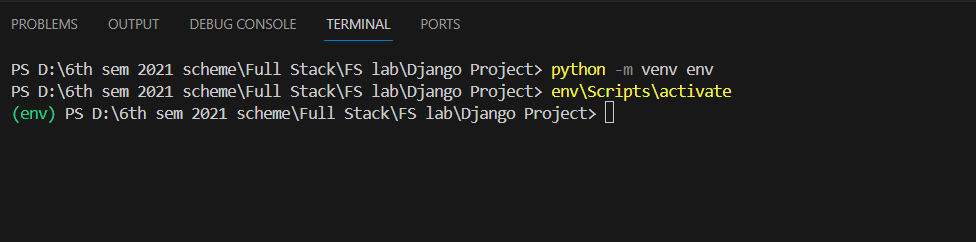 PROBLEMS OUTPUT DEBUG CONSOLE TERMINAL PORTS
PS D:\6th sem 2021 scheme\Full Stack\FS lab\Django Project> python -m venv env
PS D:\6th sem 2021 scheme\Full Stack\FS lab\Django Project> env\Scripts\activate
(env) PS D:\6th sem 2021 scheme\Full Stack\FS lab\Django Project>